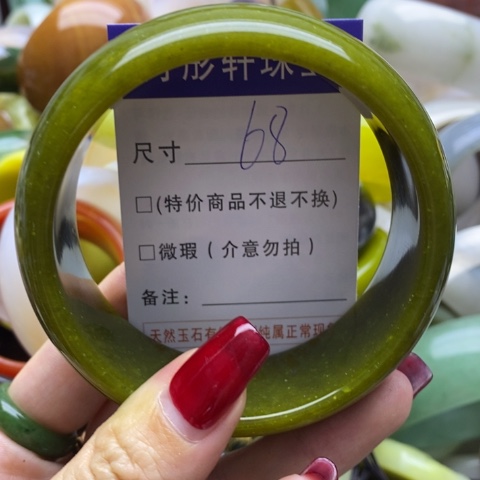 彤轩珠宝
尺寸 68
□(特价商品不退不换)
□微瑕(介意勿拍)
备注:
天然玉石有 纯属正常现